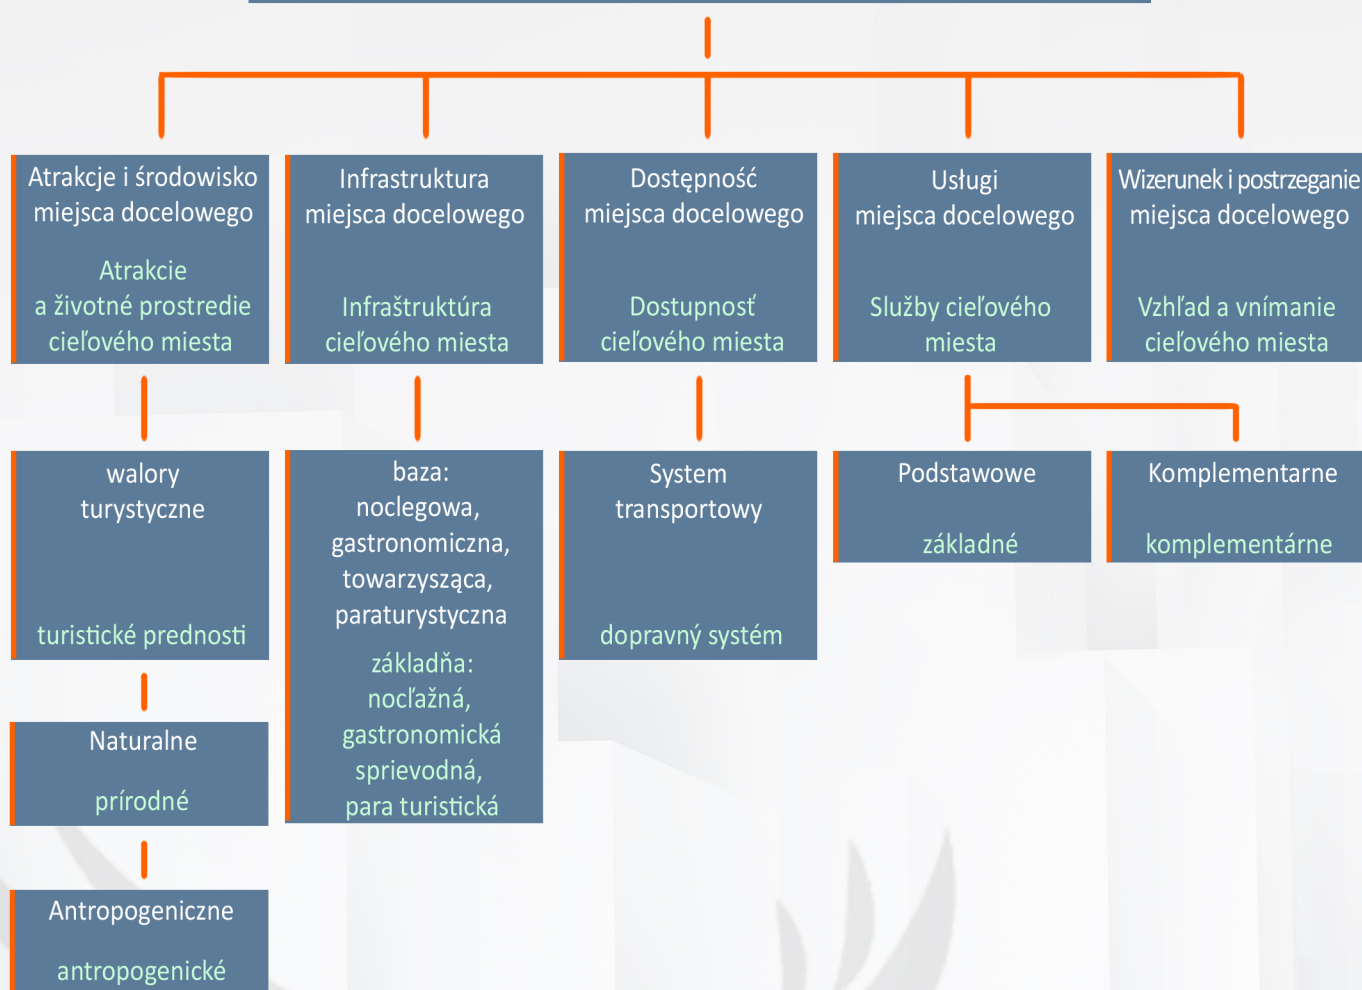 Atrakcje i środowisko
miejsca docelowego
Atrakcie
a životné prostredie
cieľového miesta
Infrastruktura
miejsca docelowego
Infraštruktúra
cieľového miesta
Dostępność
miejsca docelowego
Dostupnosť
cieľového miesta
Usługi
miejsca docelowego
Služby cieľového
miesta
Wizerunek i postrzeganie
miejsca docelowego
Vzhľad a vnímanie
cieľového miesta
walory
turystyczne
turistické prednosti
baza:
noclegowa,
gastronomiczna,
towarzysząca,
paraturystyczna
základňa:
nocľažná,
gastronomická
sprievodná,
para turistická
System
transportowy
dopravný systém
Podstawowe
základné
Komplementarne
komplementárne
Naturalne
prírodné
Antropogeniczne
antropogenické